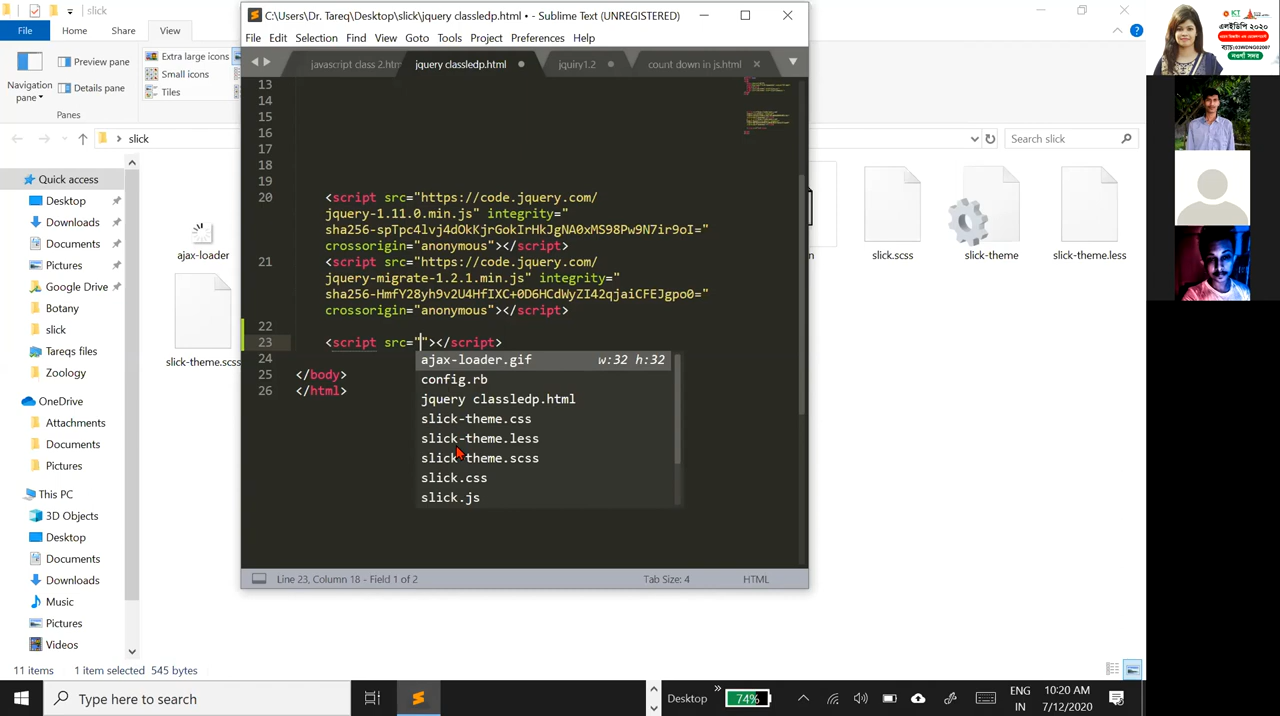 slick
File
Home
Share
View
Navigation pane
Preview pane
Details pane
Panes
Extra large icons
Small icons
Tiles
C:\Users\Dr. Tareq\Desktop\slick\jquery classledp.html • - Sublime Text (UNREGISTERED)
File Edit Selection Find View Goto Tools Project Preferences Help
javascript class 2.htm
jquery classledp.html
jquiry1.2
count down in js.html
13
14
15
16
17
18
19
20 <script src="https://code.jquery.com/
jquery-1.11.0.min.js" integrity="
sha256-spTpc4lvj4dOkKjrGokIrHkJgNA0xMS98Pw9N7ir9oI="
crossorigin="anonymous"></script>
21 <script src="https://code.jquery.com/
jquery-migrate-1.2.1.min.js" integrity="
sha256-HmfY28yh9v2U4HfIXC+0D6HCdWyZI42qjaiCFEJgpo0="
crossorigin="anonymous"></script>
22
23 <script src=""></script>
24
25 </body>
26 </html>
ajax-loader.gif w:32 h:32
config.rb
jquery classledp.html
slick-theme.css
slick-theme.less
slick-theme.scss
slick.css
slick.js
Line 23, Column 18 - Field 1 of 2
Tab Size: 4
HTML
slick
Search slick
Quick access
Desktop
Downloads
Documents
Pictures
Google Drive
Botany
slick
Tareqs files
Zoology
OneDrive
Attachments
Documents
Pictures
This PC
3D Objects
Desktop
Documents
Downloads
Music
Pictures
Videos
ajax-loader
slick-theme.scss
slick.scss
slick-theme
slick-theme.less
11 items 1 item selected 545 bytes
Type here to search
Desktop
74%
ENG
IN
10:20 AM
7/12/2020
এলইডিপি ২০২০
ব্যাচ: 03WDNG02007
নওগাঁ সদর